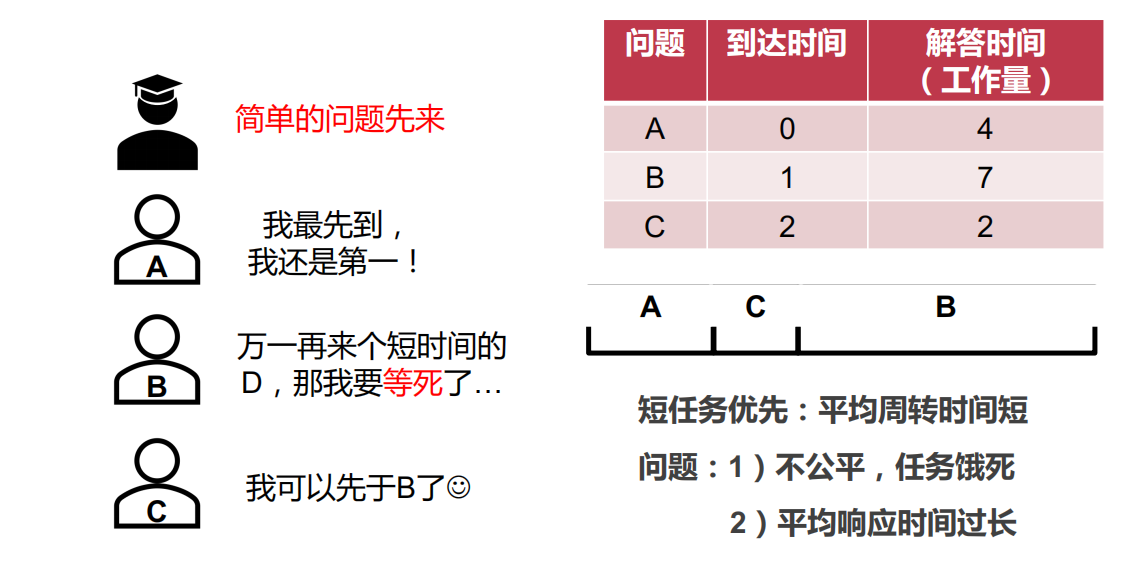 简单的问题先来
A
我最先到，
我还是第一！
B
万一再来个短时间的
D，那我要等死了…
C
我可以先于B了☺
问题 到达时间 解答时间
（工作量）
A 0 4
B 1 7
C 2 2
A C B
短任务优先：平均周转时间短
问题：1）不公平，任务饿死
2）平均响应时间过长